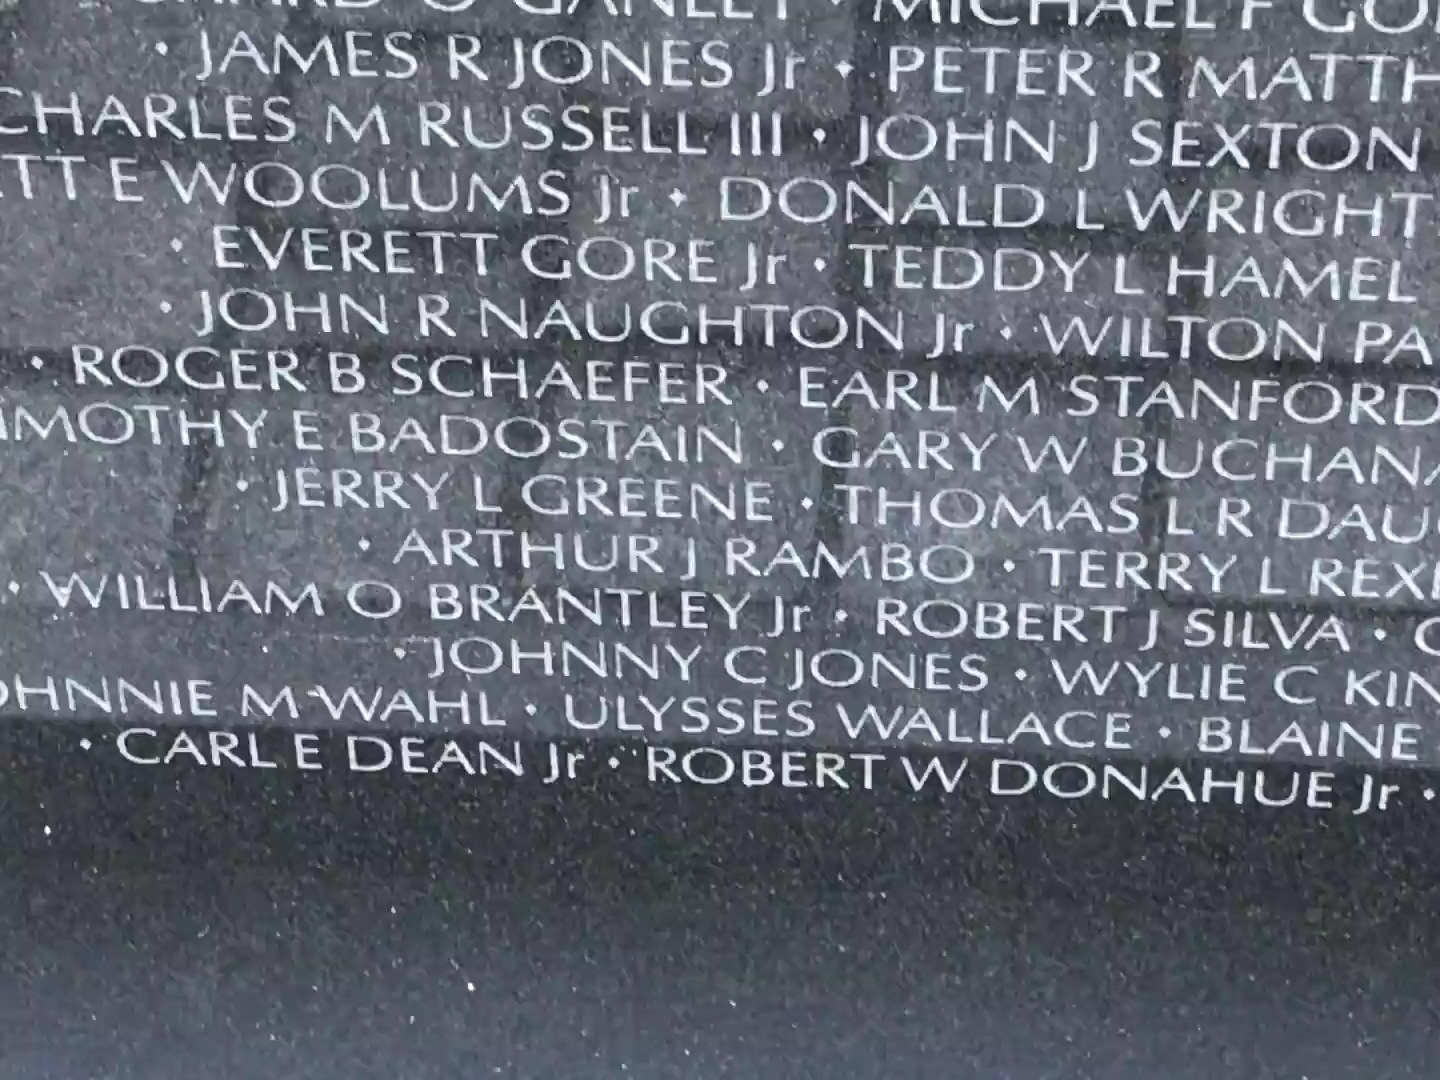 MICHAEL F
• JAMES R JONES Jr • PETER R
CHARLES M RUSSELL III • JOHN J SEXTON
E WOOLUMS Jr • DONALD L WRIGHT
• EVERETT GORE Jr • TEDDY L HAMEL
• JOHN R NAUGHTON Jr • WILTON
• ROGER B SCHAEFER • EARL M STANFORD
E BADOSTAIN • GARY W
• JERRY L GREENE • THOMAS L R
• ARTHUR J RAMBO • TERRY L
• WILLIAM O BRANTLEY Jr • ROBERT J SILVA •
• JOHNNY C JONES • WYLIE C
M WAHL • ULYSSES WALLACE • BLAINE
• CARL E DEAN Jr • ROBERT W DONAHUE Jr •